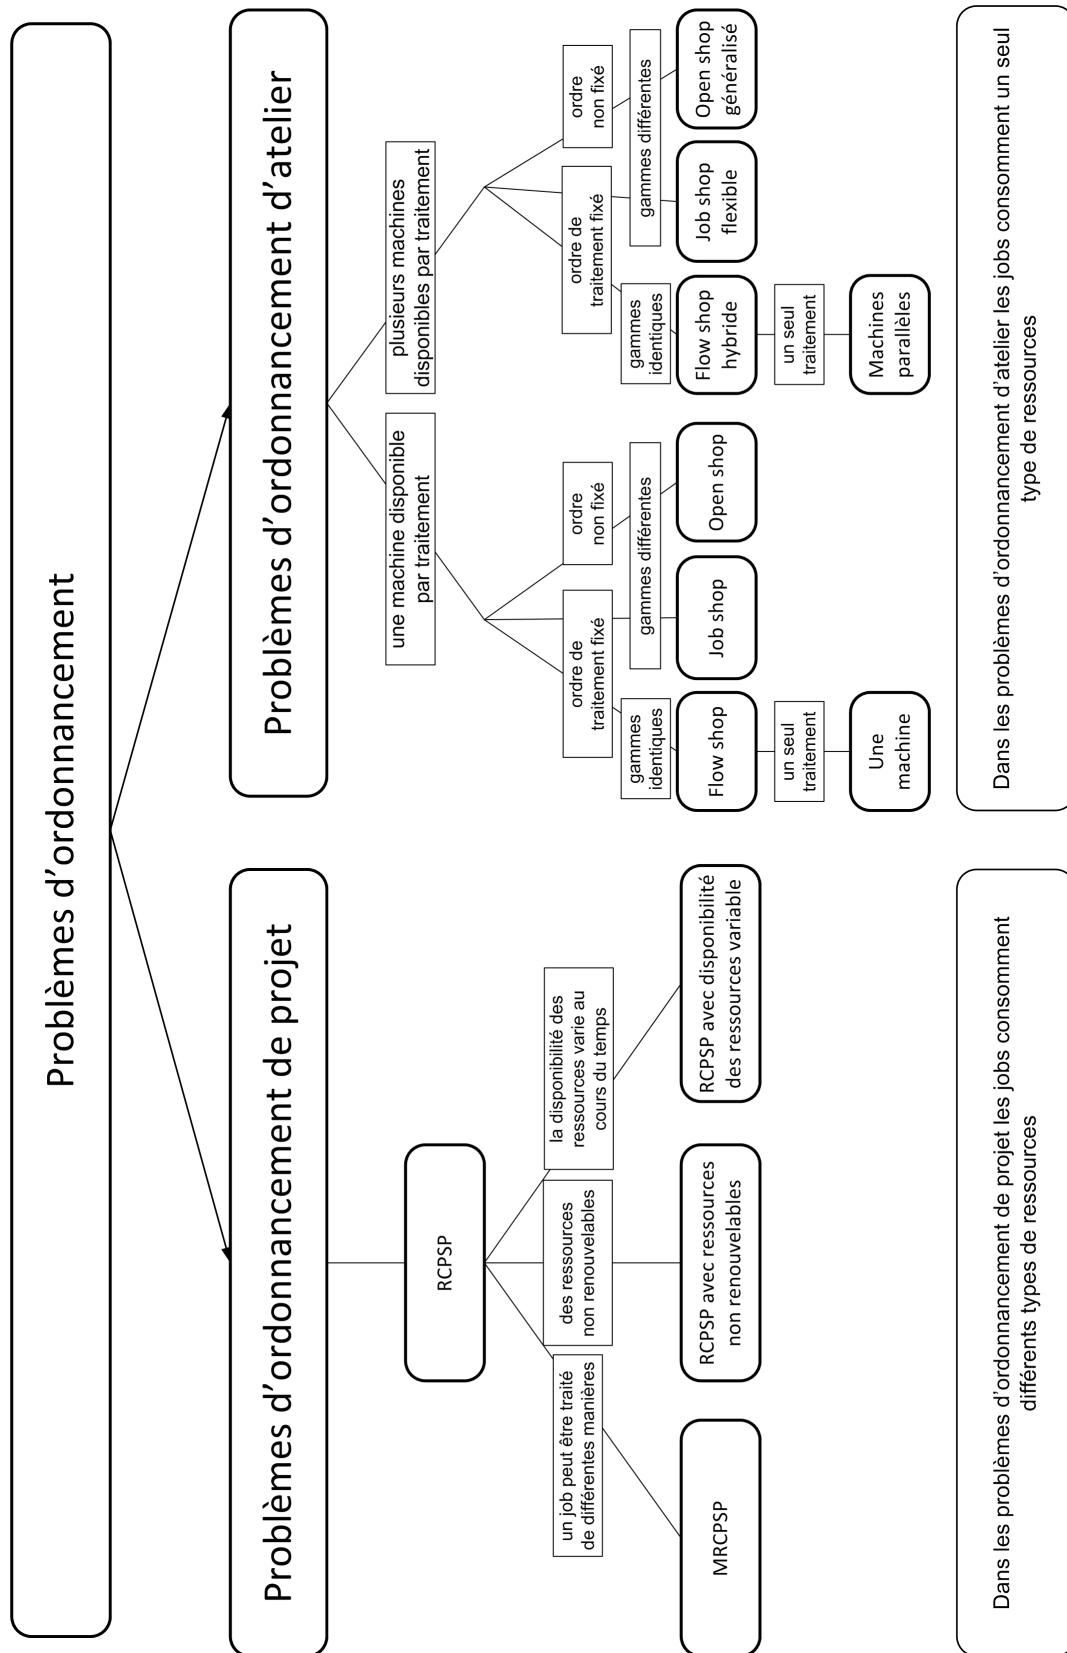 Problèmes d'ordonnancement
Problèmes d'ordonnancement de projet
RCPSP
un job peut être traité
de différentes manières
des ressources
non renouvelables
la disponibilité des
ressources varie au
cours du temps
MRCPSP
RCPSP avec ressources
non renouvelables
RCPSP avec disponibilité
des ressources variable
Dans les problèmes d'ordonnancement de projet les jobs consomment
différents types de ressources
Problèmes d'ordonnancement d'atelier
une machine disponible
par traitement
ordre de
traitement fixé
ordre
non fixé
gammes
identiques
gammes différentes
Flow shop
Job shop
Open shop
un seul
traitement
Une
machine
plusieurs machines
disponibles par traitement
ordre de
traitement fixé
ordre
non fixé
gammes
identiques
gammes différentes
Flow shop
hybride
Job shop
flexible
Open shop
généralisé
un seul
traitement
Machines
parallèles
Dans les problèmes d'ordonnancement d'atelier les jobs consomment un seul
type de ressources